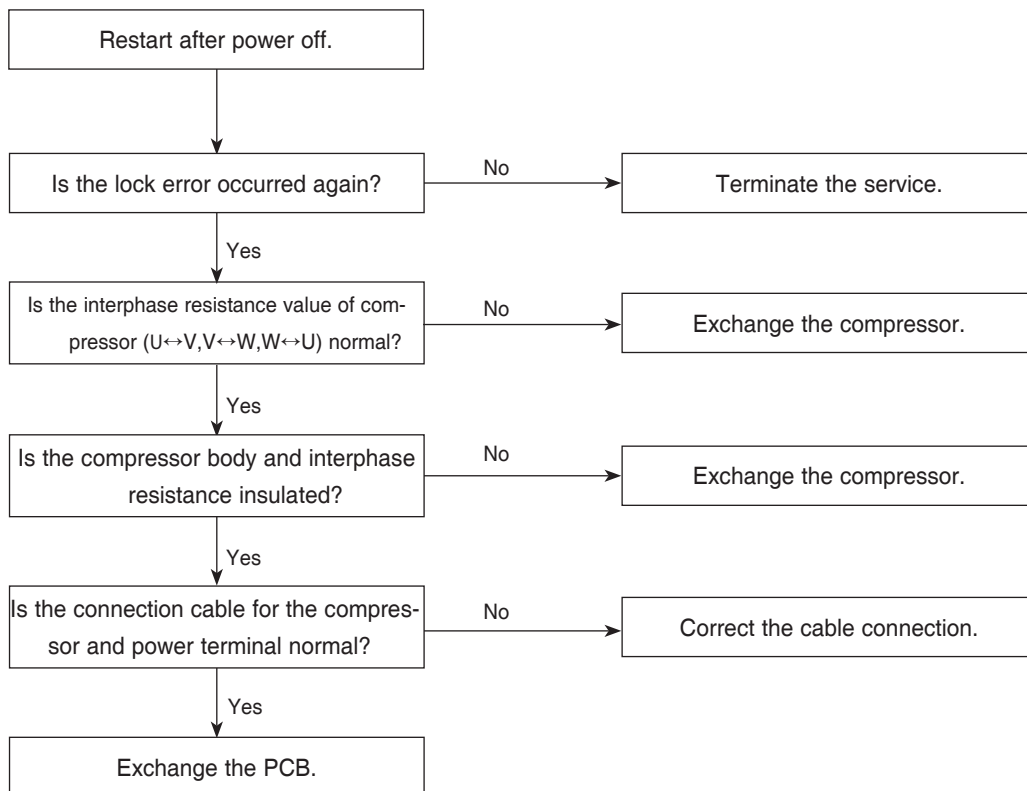 Restart after power off.
Is the lock error occurred again?
No
Terminate the service.
Yes
Is the interphase resistance value of com-
pressor (U↔V,V↔W,W↔U) normal?
No
Exchange the compressor.
Yes
Is the compressor body and interphase
resistance insulated?
No
Exchange the compressor.
Yes
Is the connection cable for the compres-
sor and power terminal normal?
No
Correct the cable connection.
Yes
Exchange the PCB.